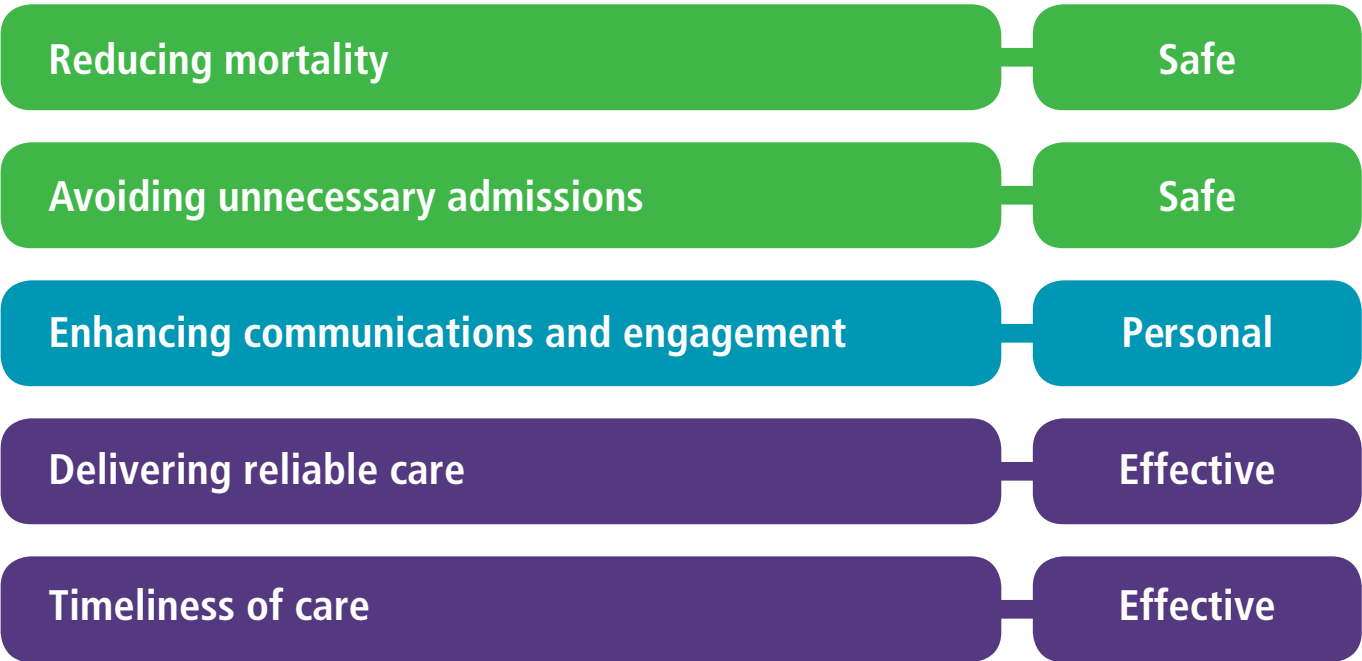 Reducing mortality Safe
Avoiding unnecessary admissions Safe
Enhancing communications and engagement Personal
Delivering reliable care Effective
Timeliness of care Effective